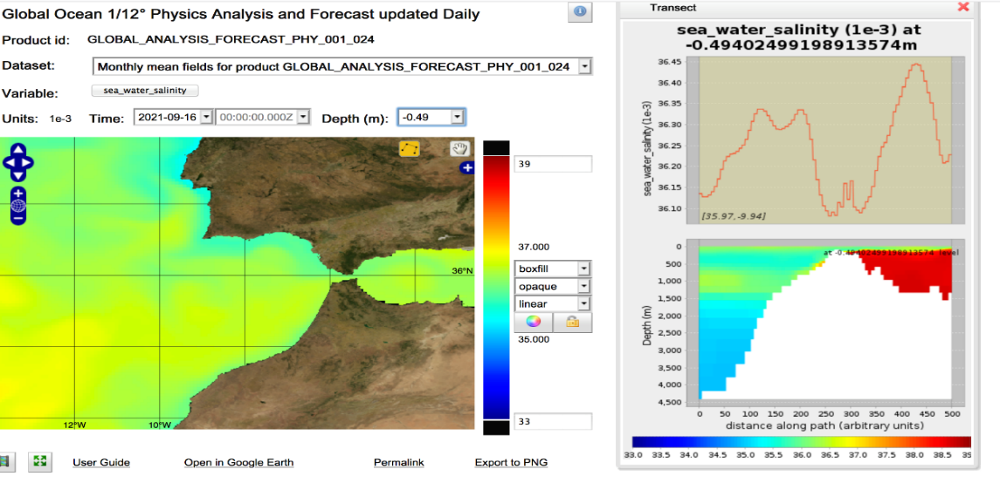 Global Ocean 1/12° Physics Analysis and Forecast updated Daily
Product id: GLOBAL_ANALYSIS_FORECAST_PHY_001_024
Dataset: Monthly mean fields for product GLOBAL_ANALYSIS_FORECAST_PHY_001_024
Variable: sea_water_salinity
Units: 1e-3 Time: 2021-09-16 00:00:00.000Z Depth (m): -0.49
39
37.000
36°N
boxfill
opaque
linear
35.000
33
12°W 10°W
User Guide Open in Google Earth Permalink Export to PNG
Transect
sea_water_salinity (1e-3) at
-0.49402499198913574m
36.45
36.40
36.35
36.30
36.25
36.20
36.15
36.10
sea_water_salinity (1e-3)
[35.97,-9.94]
at -0.49402499198913574 level
0
500
1,000
1,500
2,000
2,500
3,000
3,500
4,000
4,500
Depth (m)
0 50 100 150 200 250 300 350 400 450 500
distance along path (arbitrary units)
33.0 33.5 34.0 34.5 35.0 35.5 36.0 36.5 37.0 37.5 38.0 38.5 39